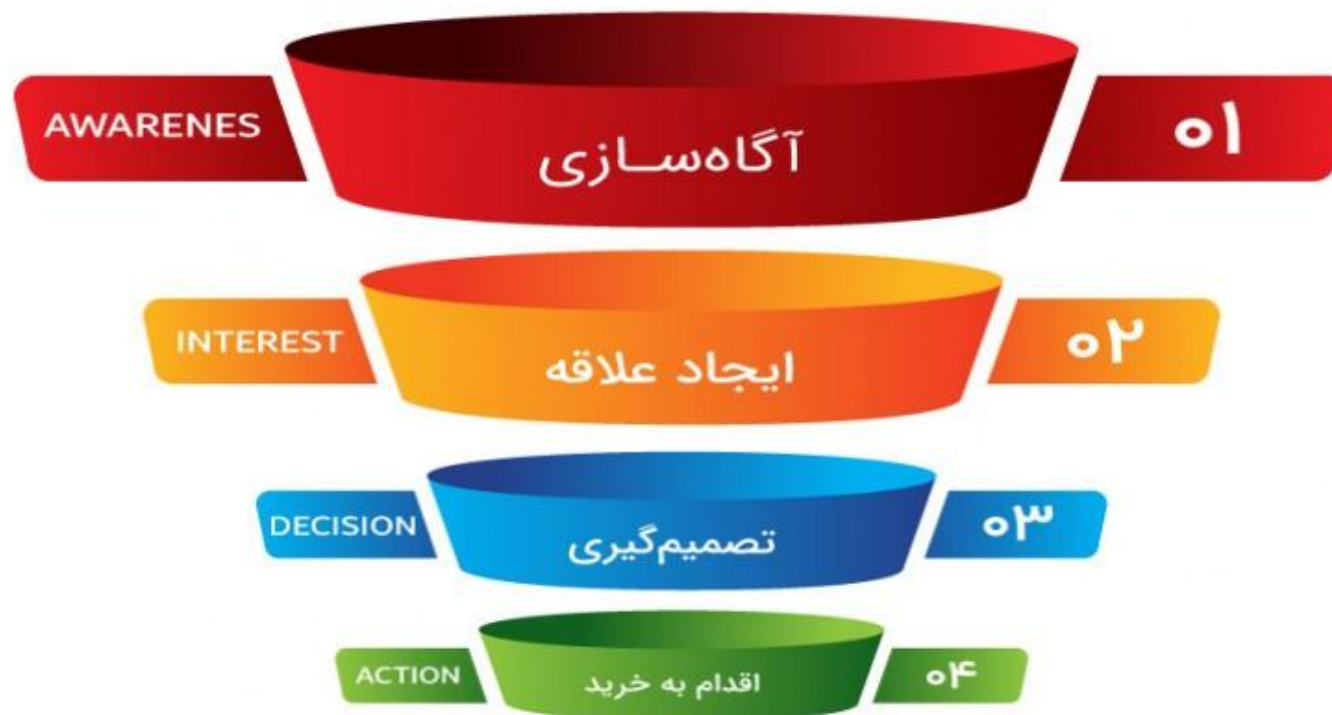 AWARENES
آگاه‌سازی
۰۱
INTEREST
ایجاد علاقه
۰۲
DECISION
تصمیم‌گیری
۰۳
ACTION
اقدام به خرید
۰۴